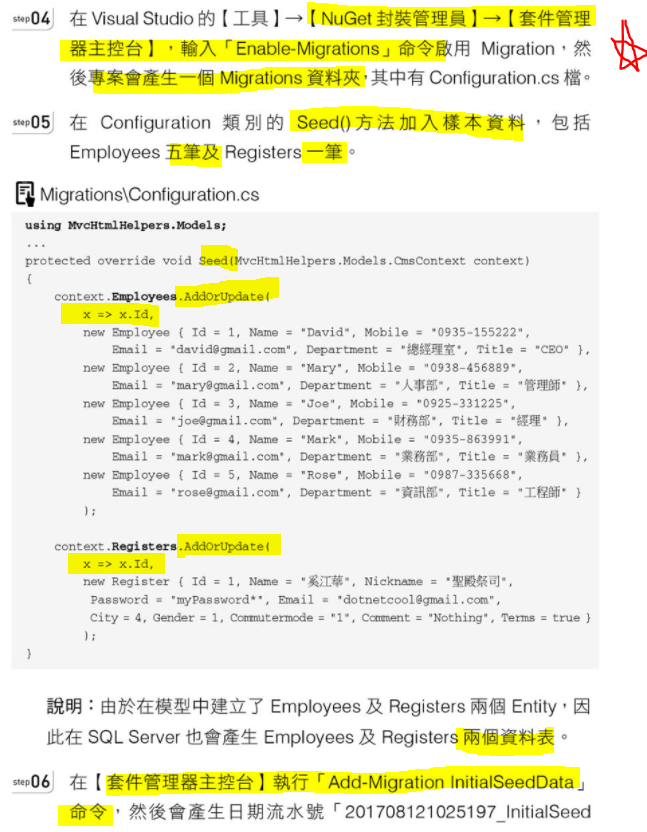 step04 在 Visual Studio 的【工具】→【NuGet 封裝管理員】→【套件管理
器主控台】，輸入「Enable-Migrations」命令啟用 Migration，然
後專案會產生一個 Migrations 資料夾，其中有 Configuration.cs 檔。
step05 在 Configuration 類別的 Seed()方法加入樣本資料，包括
Employees 五筆及 Registers 一筆。
Migrations\Configuration.cs
using MvcHtmlHelpers.Models;
...
protected override void Seed(MvcHtmlHelpers.Models.CmsContext context)
{
context.Employees.AddOrUpdate(
x => x.Id,
new Employee { Id = 1, Name = "David", Mobile = "0935-155222",
Email = "david@gmail.com", Department = "總經理室", Title = "CEO" },
new Employee { Id = 2, Name = "Mary", Mobile = "0938-456889",
Email = "mary@gmail.com", Department = "人事部", Title = "管理師" },
new Employee { Id = 3, Name = "Joe", Mobile = "0925-331225",
Email = "joe@gmail.com", Department = "財務部", Title = "經理" },
new Employee { Id = 4, Name = "Mark", Mobile = "0935-863991",
Email = "mark@gmail.com", Department = "業務部", Title = "業務員" },
new Employee { Id = 5, Name = "Rose", Mobile = "0987-335668",
Email = "rose@gmail.com", Department = "資訊部", Title = "工程師" }
);
context.Registers.AddOrUpdate(
x => x.Id,
new Register { Id = 1, Name = "奚江華", Nickname = "聖殿祭司",
Password = "myPassword*", Email = "dotnetcool@gmail.com",
City = 4, Gender = 1, Commutermode = "1", Comment = "Nothing", Terms = true }
);
}
說明：由於在模型中建立了 Employees 及 Registers 兩個 Entity，因
此在 SQL Server 也會產生 Employees 及 Registers 兩個資料表。
step06 在【套件管理器主控台】執行「Add-Migration InitialSeedData」
命令，然後會產生日期流水號「201708121025197_InitialSeed